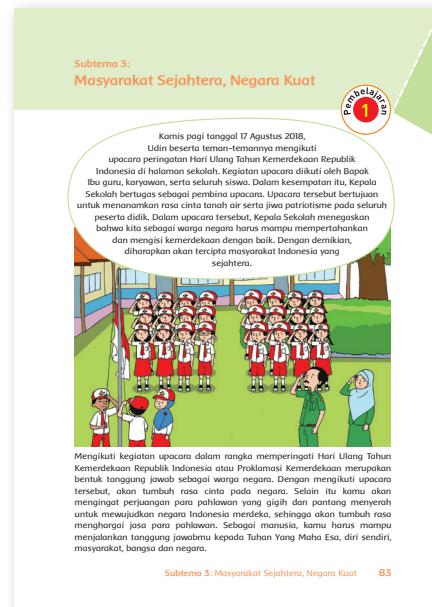 Subtema 3:
Masyarakat Sejahtera, Negara Kuat
Pembelajaran
1
Kamis pagi tanggal 17 Agustus 2018,
Udin beserta teman-temannya mengikuti
upacara peringatan Hari Ulang Tahun Kemerdekaan Republik
Indonesia di halaman sekolah. Kegiatan upacara diikuti oleh Bapak
Ibu guru, karyawan, serta seluruh siswa. Dalam kesempatan itu, Kepala
Sekolah bertugas sebagai pembina upacara. Upacara tersebut bertujuan
untuk menanamkan rasa cinta tanah air serta jiwa patriotisme pada seluruh
peserta didik. Dalam upacara tersebut, Kepala Sekolah menegaskan
bahwa kita sebagai warga negara harus mampu mempertahankan
dan mengisi kemerdekaan dengan baik. Dengan demikian,
diharapkan akan tercipta masyarakat Indonesia yang
sejahtera.
Mengikuti kegiatan upacara dalam rangka memperingati Hari Ulang Tahun
Kemerdekaan Republik Indonesia atau Proklamasi Kemerdekaan merupakan
bentuk tanggung jawab sebagai warga negara. Dengan mengikuti upacara
tersebut, akan tumbuh rasa cinta pada negara. Selain itu kamu akan
mengingat perjuangan para pahlawan yang gigih dan pantang menyerah
untuk mewujudkan negara Indonesia merdeka, sehingga akan tumbuh rasa
menghargai jasa para pahlawan. Sebagai manusia, kamu harus mampu
menjalankan tanggung jawabmu kepada Tuhan Yang Maha Esa, diri sendiri,
masyarakat, bangsa dan negara.
Subtema 3: Masyarakat Sejahtera, Negara Kuat 83